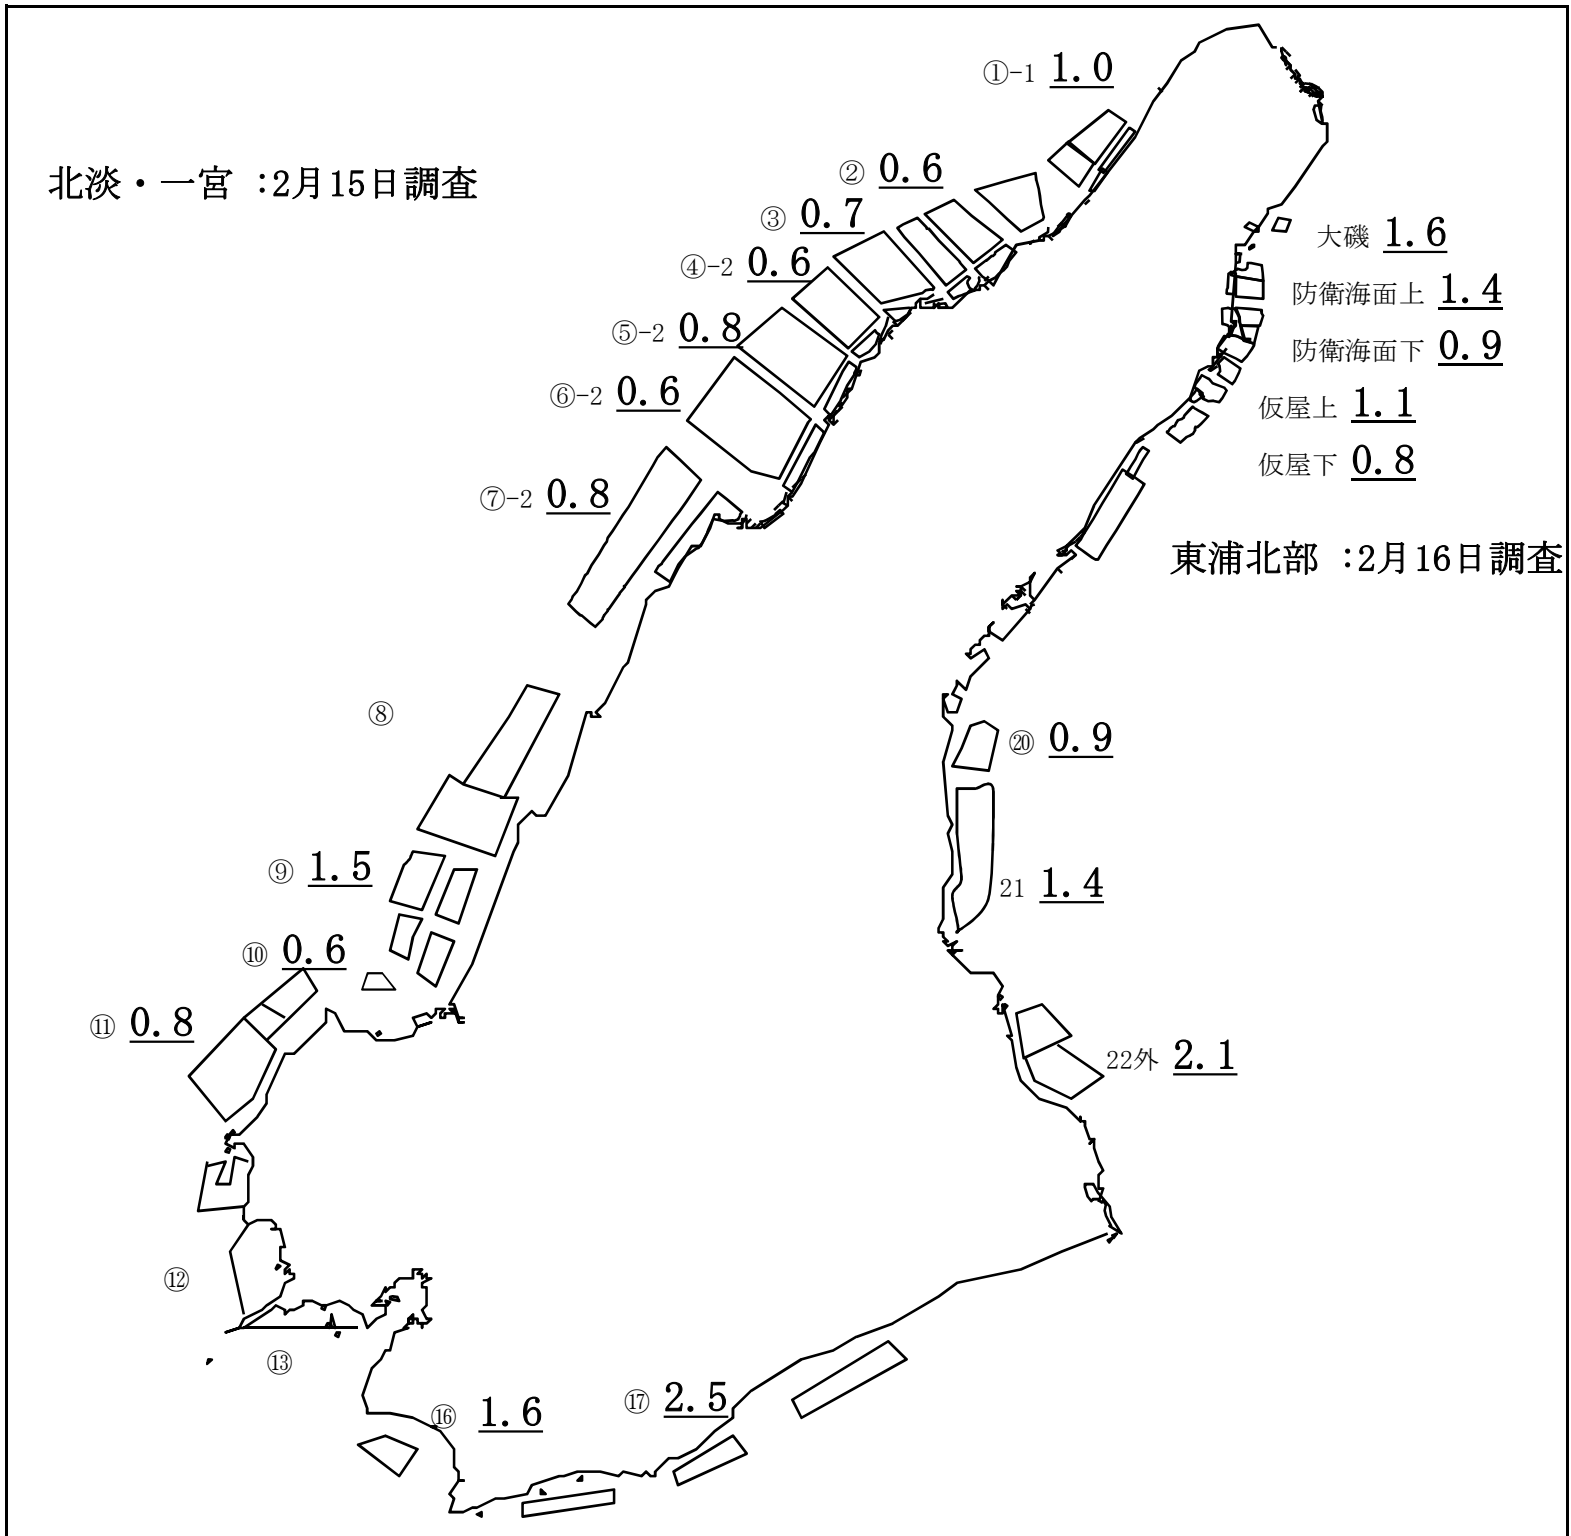 ①-1 1.0
北淡・一宮 :2月15日調査
② 0.6
③ 0.7
④-2 0.6
⑤-2 0.8
⑥-2 0.6
⑦-2 0.8
大磯 1.6
防衛海面上 1.4
防衛海面下 0.9
仮屋上 1.1
仮屋下 0.8
東浦北部 :2月16日調査
⑧
⑳ 0.9
⑨ 1.5
21 1.4
⑩ 0.6
⑪ 0.8
22外 2.1
⑫
⑬
⑯ 1.6
⑰ 2.5